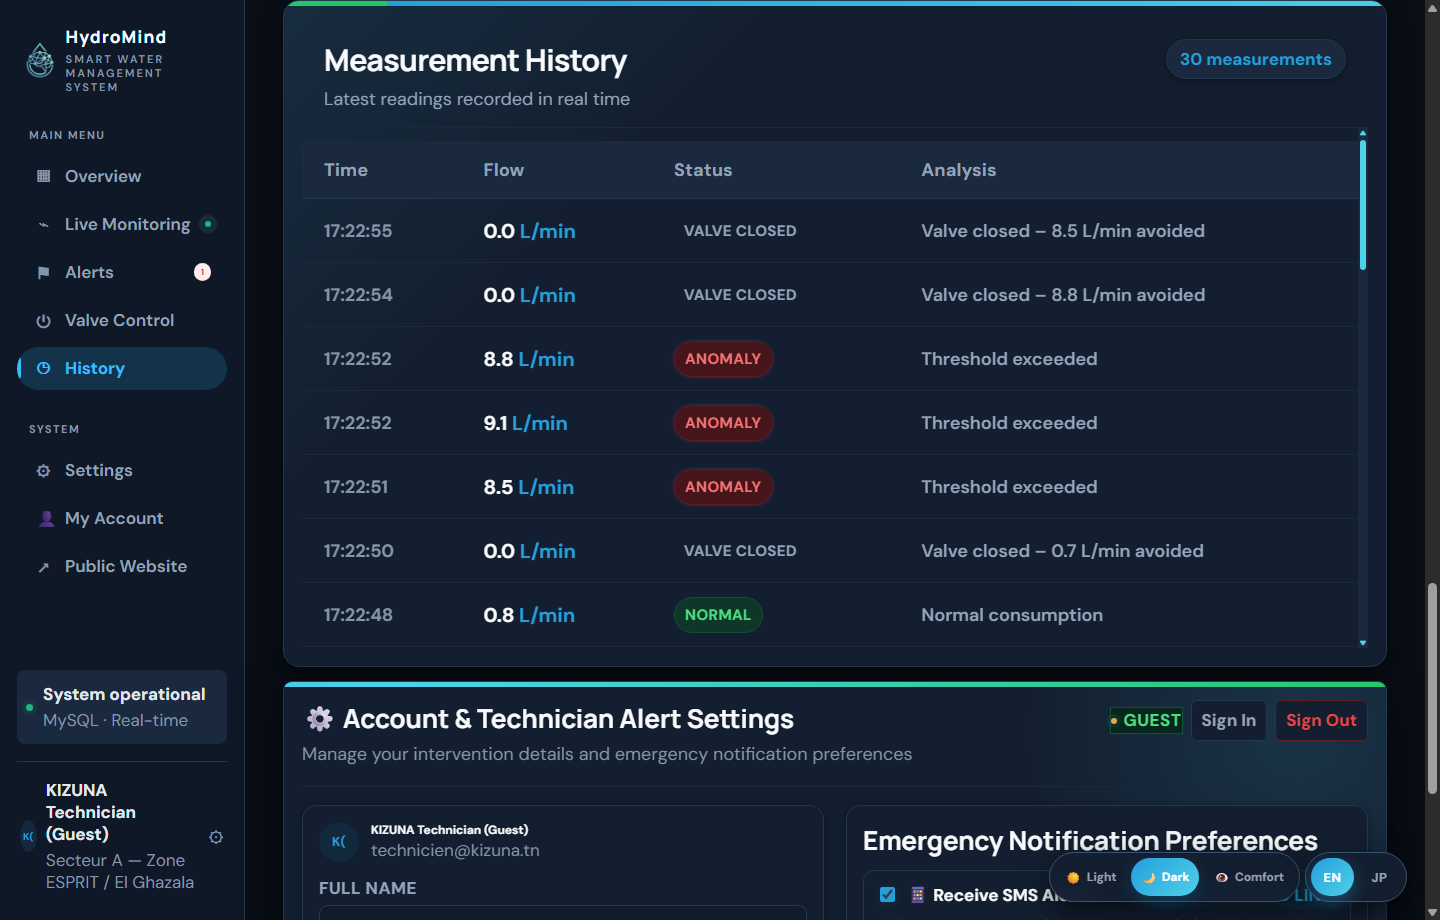 HydroMind
SMART WATER
MANAGEMENT
SYSTEM
MAIN MENU
Overview
Live Monitoring
Alerts 1
Valve Control
History
SYSTEM
Settings
My Account
Public Website
System operational
MySQL · Real-time
K( KIZUNA
Technician
(Guest)
Secteur A — Zone
ESPRIT / El Ghazala
Measurement History
30 measurements
Latest readings recorded in real time
Time Flow Status Analysis
17:22:55 0.0 L/min VALVE CLOSED Valve closed – 8.5 L/min avoided
17:22:54 0.0 L/min VALVE CLOSED Valve closed – 8.8 L/min avoided
17:22:52 8.8 L/min ANOMALY Threshold exceeded
17:22:52 9.1 L/min ANOMALY Threshold exceeded
17:22:51 8.5 L/min ANOMALY Threshold exceeded
17:22:50 0.0 L/min VALVE CLOSED Valve closed – 0.7 L/min avoided
17:22:48 0.8 L/min NORMAL Normal consumption
Account & Technician Alert Settings
• GUEST Sign In Sign Out
Manage your intervention details and emergency notification preferences
K( KIZUNA Technician (Guest)
technicien@kizuna.tn
FULL NAME
Emergency Notification Preferences
Receive SMS
Light Dark Comfort EN JP